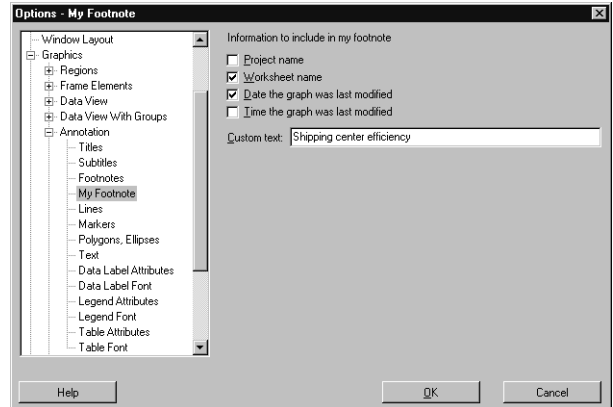 Options - My Footnote
Window Layout
Graphics
Regions
Frame Elements
Data View
Data View With Groups
Annotation
Titles
Subtitles
Footnotes
My Footnote
Lines
Markers
Polygons, Ellipses
Text
Data Label Attributes
Data Label Font
Legend Attributes
Legend Font
Table Attributes
Table Font
Information to include in my footnote
Project name
Worksheet name
Date the graph was last modified
Time the graph was last modified
Custom text: Shipping center efficiency
Help
OK
Cancel